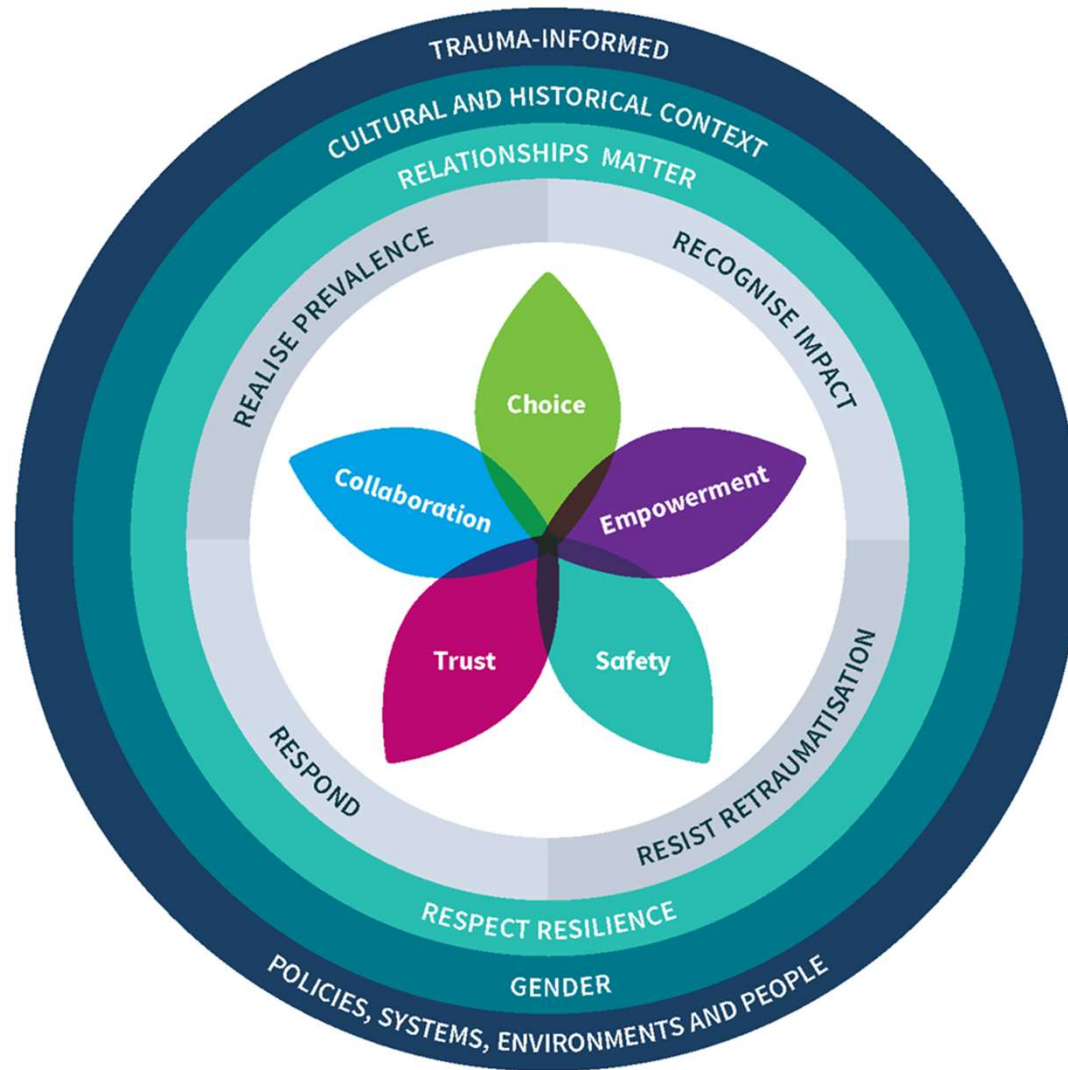 TRAUMA-INFORMED
CULTURAL AND HISTORICAL CONTEXT
RELATIONSHIPS MATTER
REALISE PREVALENCE
RECOGNISE IMPACT
Choice
Collaboration
Empowerment
Trust
Safety
RESPOND
RESIST RETRAUMATISATION
RESPECT RESILIENCE
GENDER
POLICIES, SYSTEMS, ENVIRONMENTS AND PEOPLE